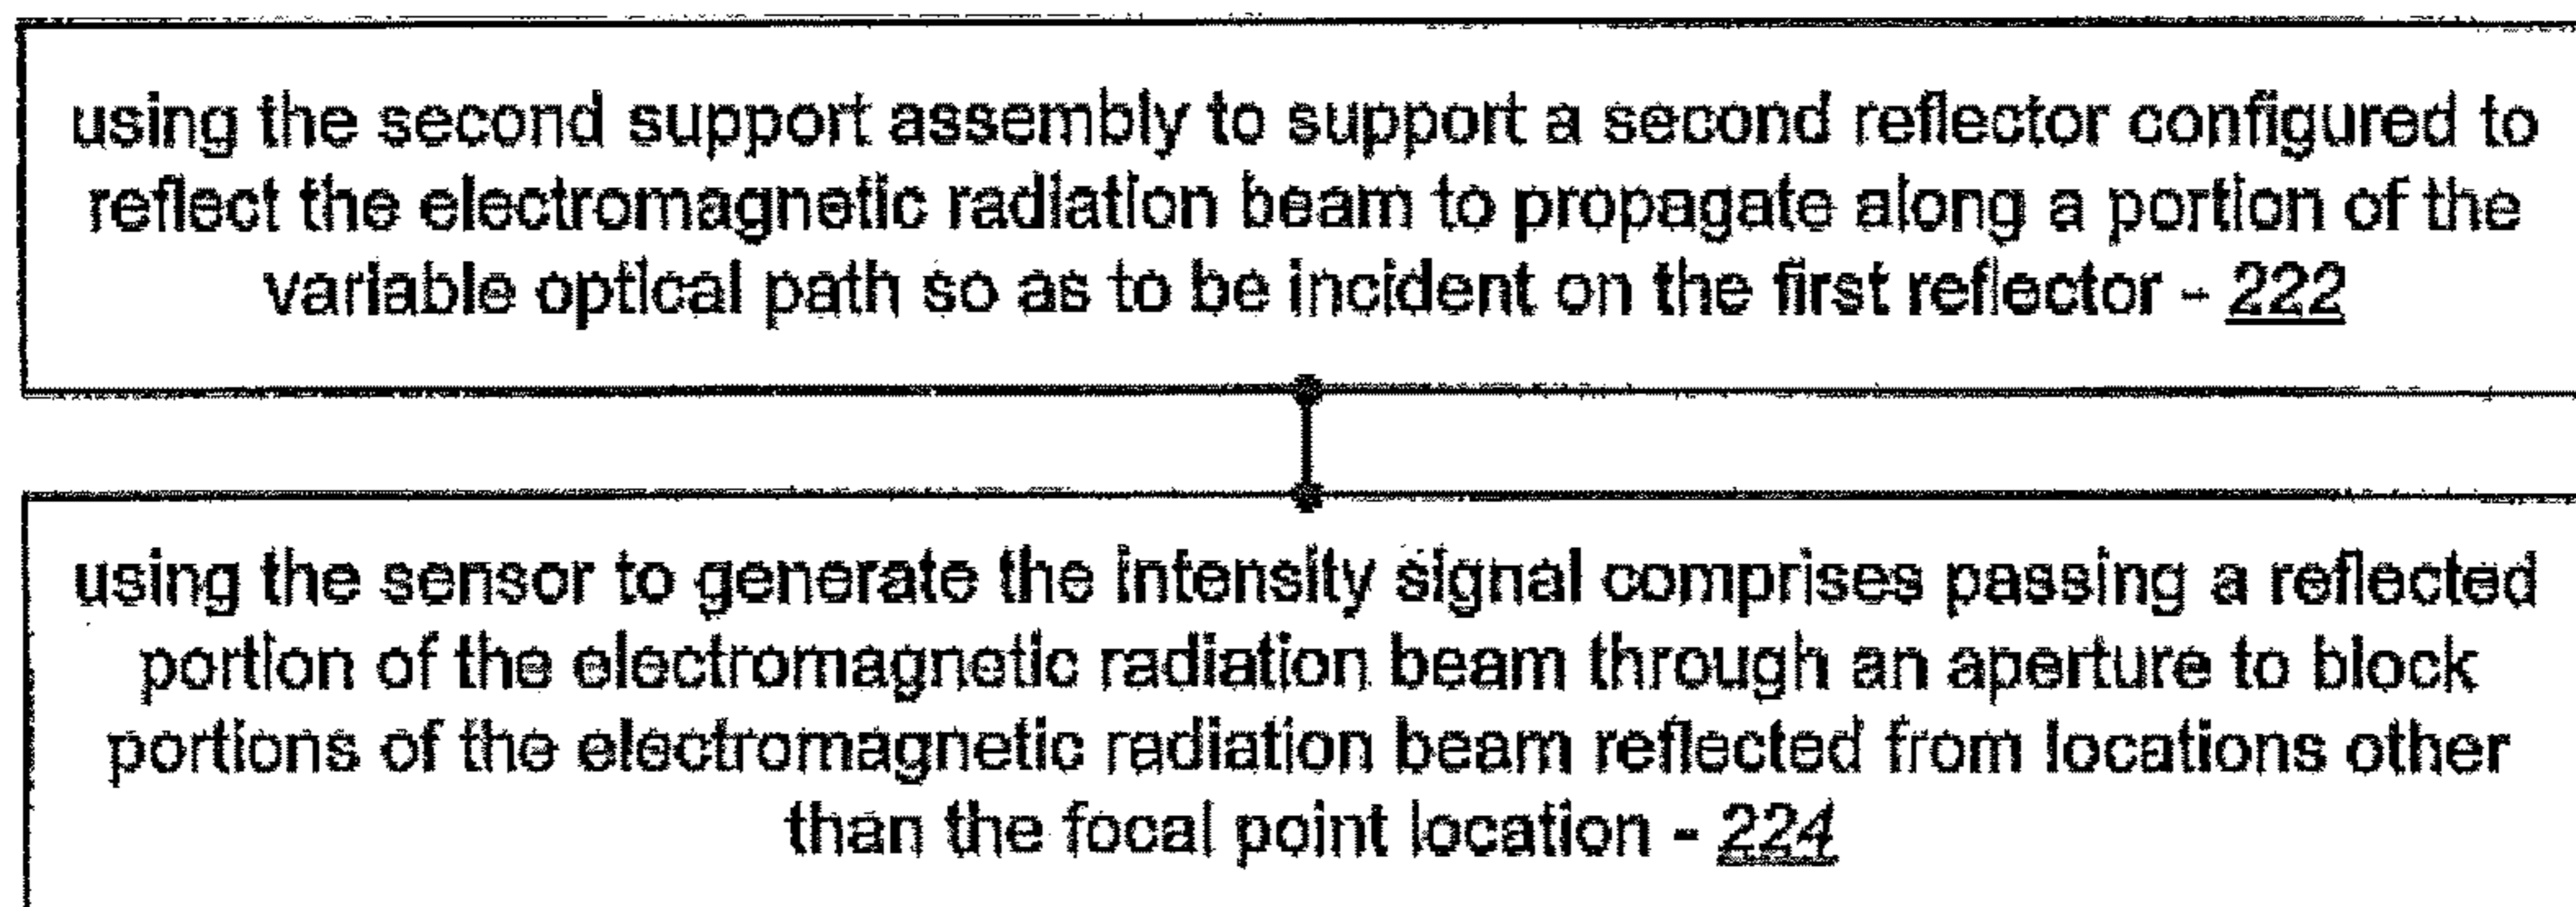 using the second support assembly to support a second reflector configured to
reflect the electromagnetic radiation beam to propagate along a portion of the
variable optical path so as to be incident on the first reflector - 222
using the sensor to generate the intensity signal comprises passing a reflected
portion of the electromagnetic radiation beam through an aperture to block
portions of the electromagnetic radiation beam reflected from locations other
than the focal point location - 224